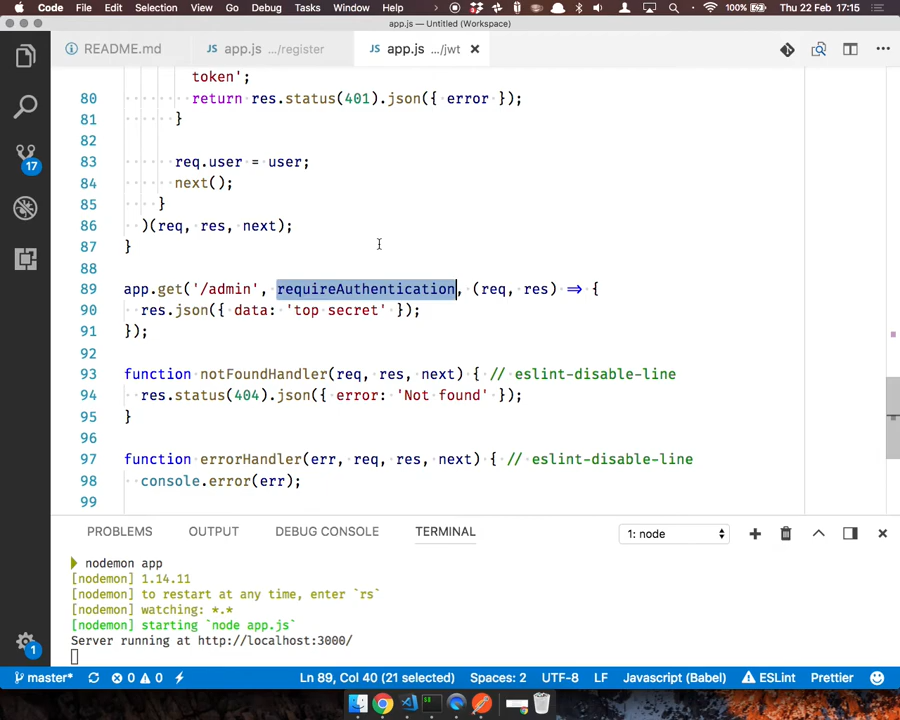 Code File Edit Selection View Go Debug Tasks Window Help 100% Thu 22 Feb 17:15
app.js — Untitled (Workspace)
README.md app.js .../register app.js .../jwt
token';
80 return res.status(401).json({ error });
81 }
82
83 req.user = user;
84 next();
85 }
86 )(req, res, next);
87 }
88
89 app.get('/admin', requireAuthentication, (req, res) => {
90 res.json({ data: 'top secret' });
91 });
92
93 function notFoundHandler(req, res, next) { // eslint-disable-line
94 res.status(404).json({ error: 'Not found' });
95 }
96
97 function errorHandler(err, req, res, next) { // eslint-disable-line
98 console.error(err);
99
17
1
PROBLEMS OUTPUT DEBUG CONSOLE TERMINAL 1: node
nodemon app
[nodemon] 1.14.11
[nodemon] to restart at any time, enter `rs`
[nodemon] watching: *.*
[nodemon] starting `node app.js`
Server running at http://localhost:3000/
master* 0 0 Ln 89, Col 40 (21 selected) Spaces: 2 UTF-8 LF Javascript (Babel) ESLint Prettier